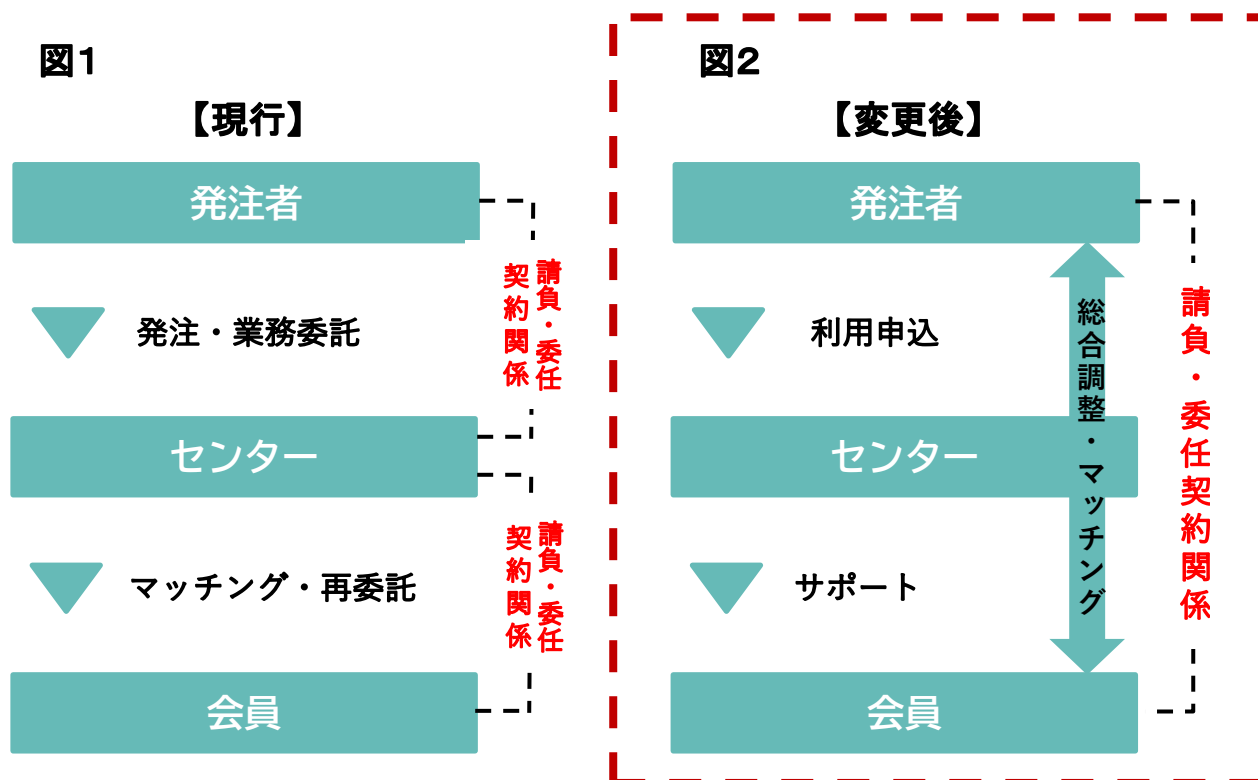 図1
【現行】
発注者
発注・業務委託
請負・委任
契約関係
センター
マッチング・再委託
請負・委任
契約関係
会員
図2
【変更後】
発注者
利用申込
センター
サポート
総合調整・マッチング
請負・委任契約関係
会員